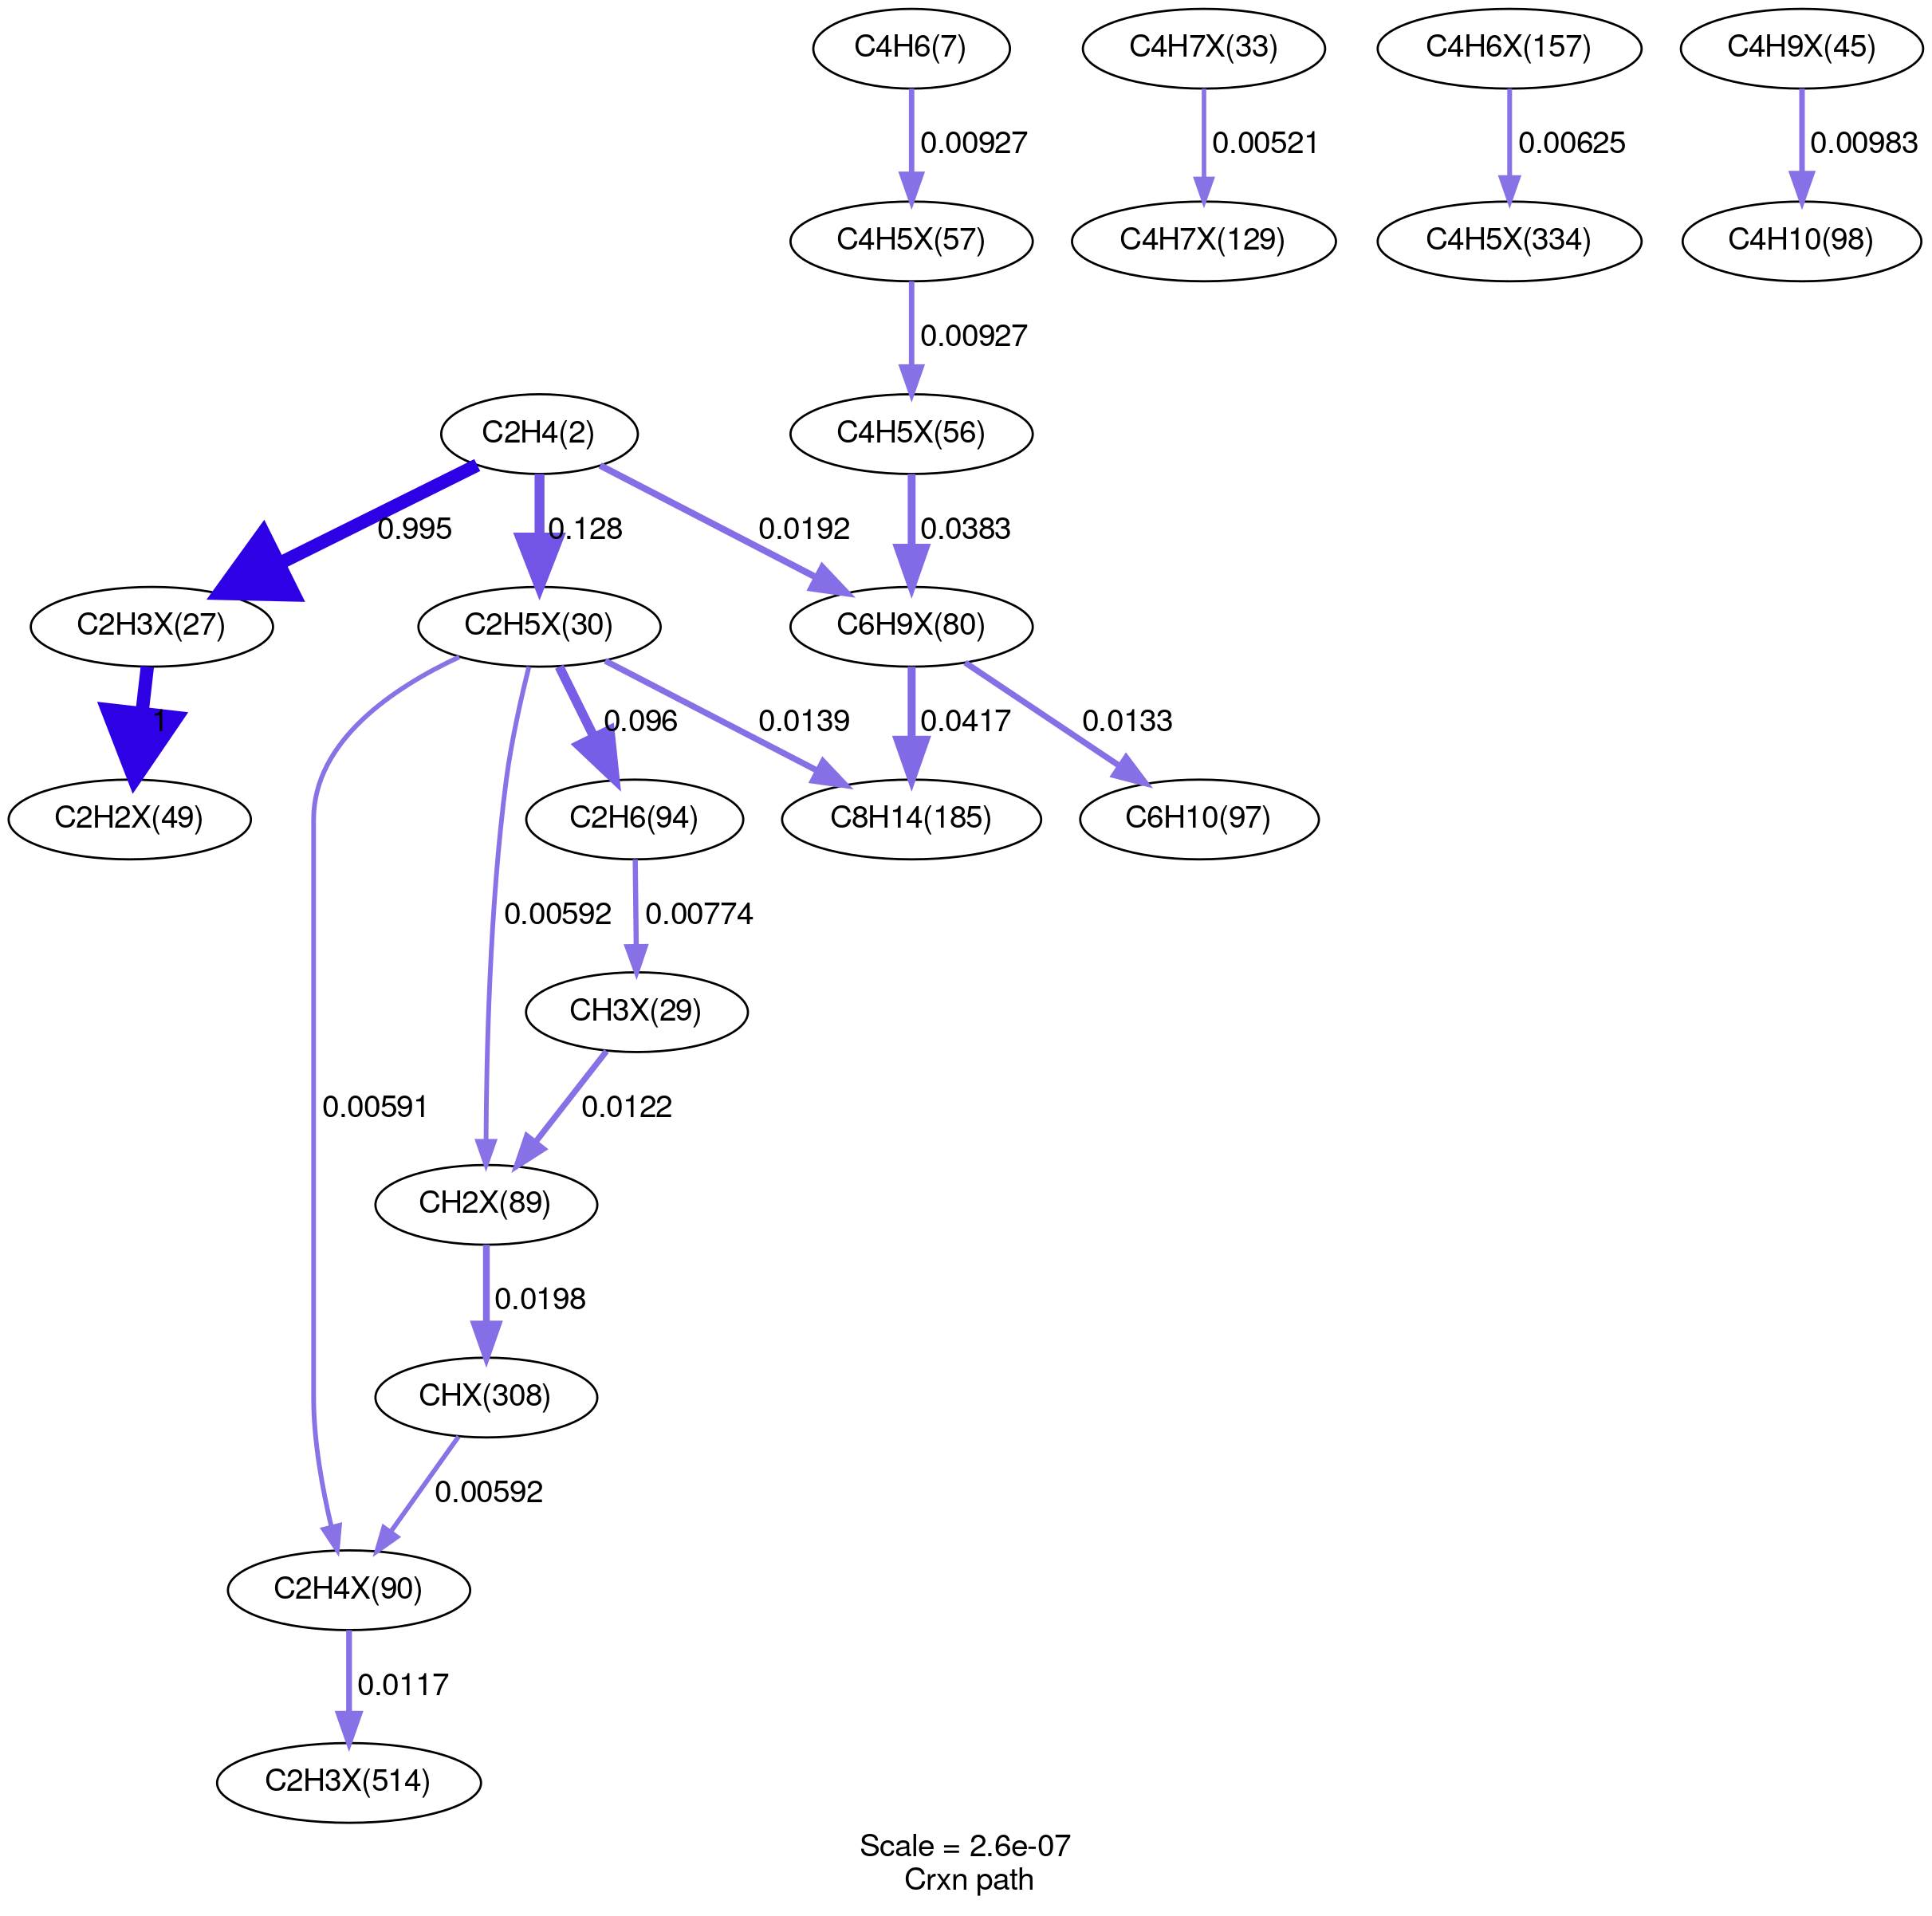 C4H6(7)
C4H7X(33)
C4H6X(157)
C4H9X(45)
0.00927
0.00521
0.00625
0.00983
C4H5X(57)
C4H7X(129)
C4H5X(334)
C4H10(98)
0.00927
C2H4(2)
C4H5X(56)
0.995
0.128
0.0192
0.0383
C2H3X(27)
C2H5X(30)
C6H9X(80)
1
0.096
0.0139
0.0417
0.0133
C2H2X(49)
C2H6(94)
C8H14(185)
C6H10(97)
0.00592
0.00774
CH3X(29)
0.00591
0.0122
CH2X(89)
0.0198
CHX(308)
0.00592
C2H4X(90)
0.0117
C2H3X(514)
Scale = 2.6e-07
Crxn path